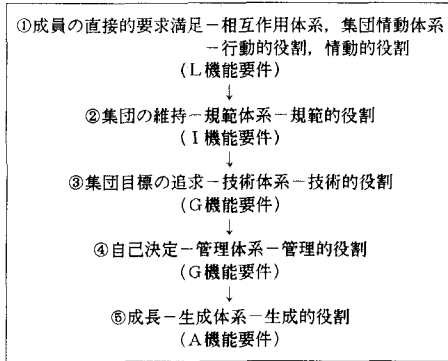 ①成員の直接的要求満足－相互作用体系，集団情動体系
－行動的役割，情動的役割
(L機能要件)
↓
②集団の維持－規範体系－規範的役割
(I機能要件)
↓
③集団目標の追求－技術体系－技術的役割
(G機能要件)
↓
④自己決定－管理体系－管理的役割
(G機能要件)
↓
⑤成長－生成体系－生成的役割
(A機能要件)